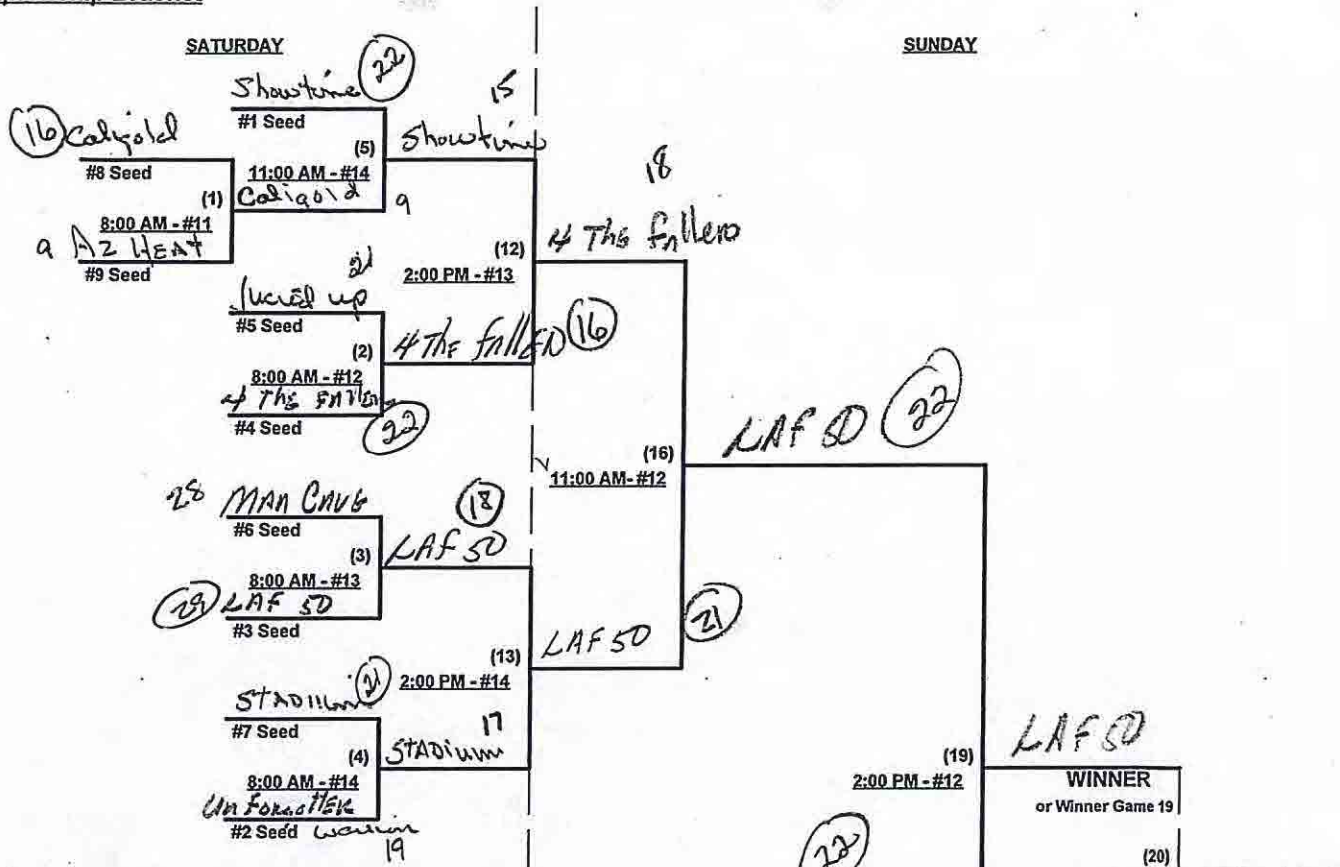 SATURDAY
SUNDAY
Showtime 22
#1 Seed
15
16 Caligold
#8 Seed
(5)
Showtime
11:00 AM - #14
(1)
Caligold 9
8:00 AM - #11
9 AZ HEAT
#9 Seed
18
4 The Fallen
(12)
2:00 PM - #13
21
Juiced up
#5 Seed
(2)
4 The FallEN 16
8:00 AM - #12
4 The Fallen
#4 Seed
22
LAF 50 22
(16)
11:00 AM- #12
28 MAN CAVE
#6 Seed
18
(3)
LAF 50
8:00 AM - #13
29 LAF 50
#3 Seed
LAF 50 21
(13)
2:00 PM - #14
STADIUM 21
#7 Seed
17
(4)
STADIUM
8:00 AM - #14
UnForgotten
#2 Seed Warrior
19
LAF 50
(19)
2:00 PM - #12
WINNER
or Winner Game 19
22
(20)